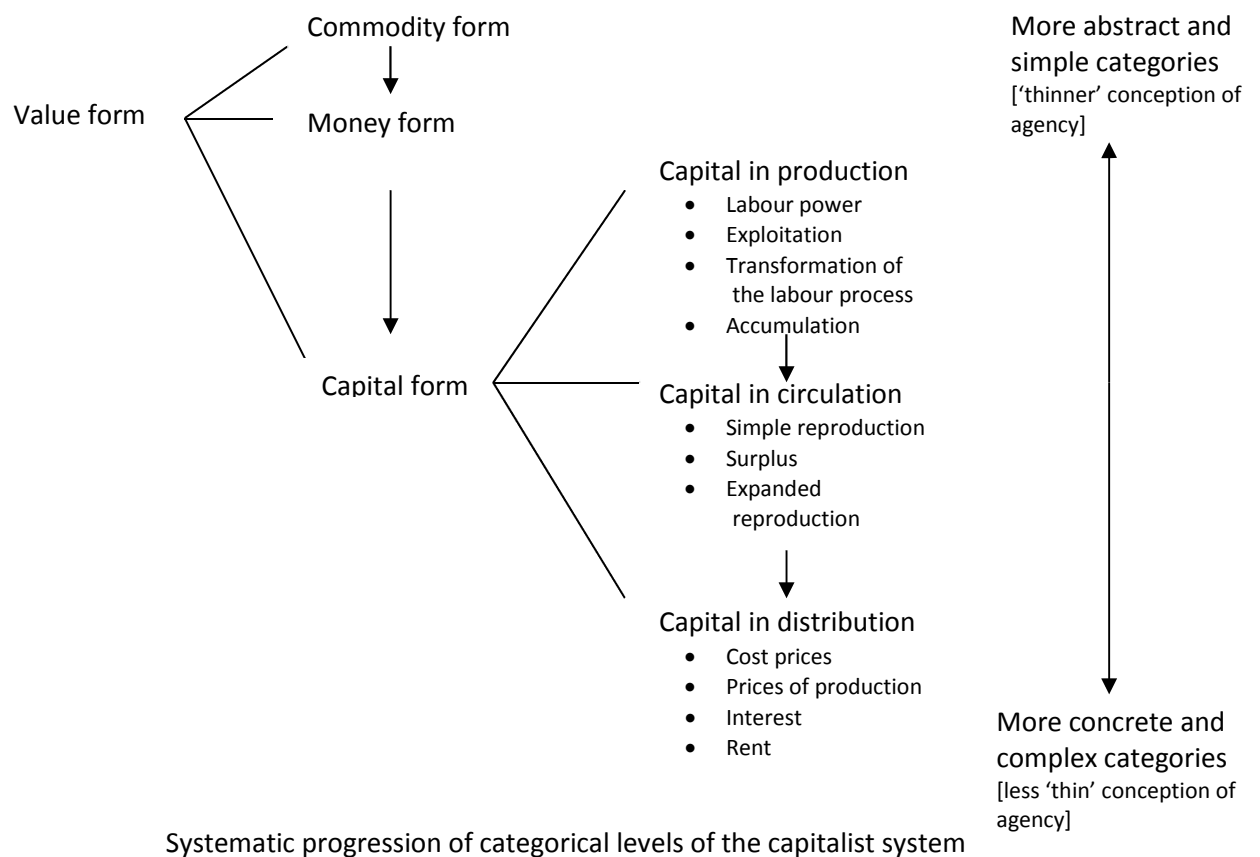 Commodity form
Value form
Money form
Capital form
Capital in production
• Labour power
• Exploitation
• Transformation of
the labour process
• Accumulation
Capital in circulation
• Simple reproduction
• Surplus
• Expanded
reproduction
Capital in distribution
• Cost prices
• Prices of production
• Interest
• Rent
More abstract and
simple categories
[‘thinner’ conception of
agency]
More concrete and
complex categories
[less ‘thin’ conception of
agency]
Systematic progression of categorical levels of the capitalist system